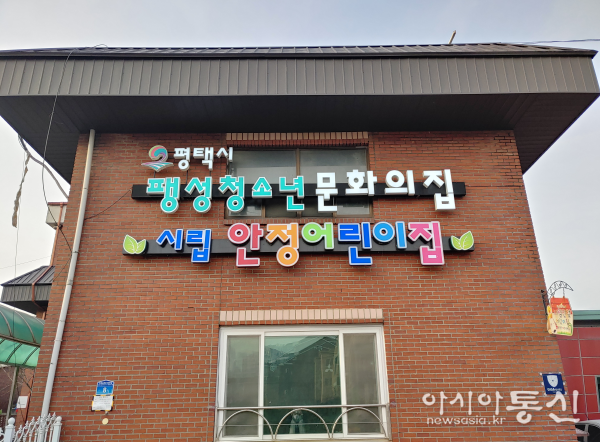 평택시
팽성청소년문화의집
시립 안정어린이집
아시아통신
newsasia.kr